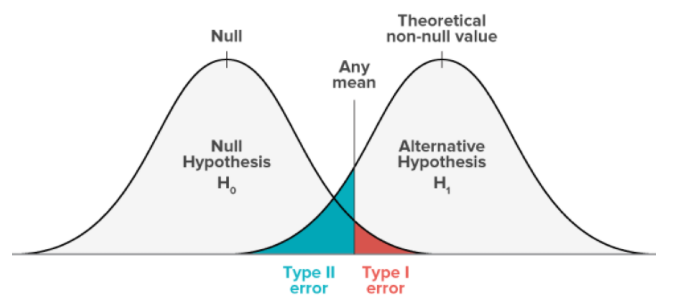 Null
Theoretical
non-null value
Any
mean
Null
Hypothesis
H₀
Alternative
Hypothesis
H₁
Type II
error
Type I
error